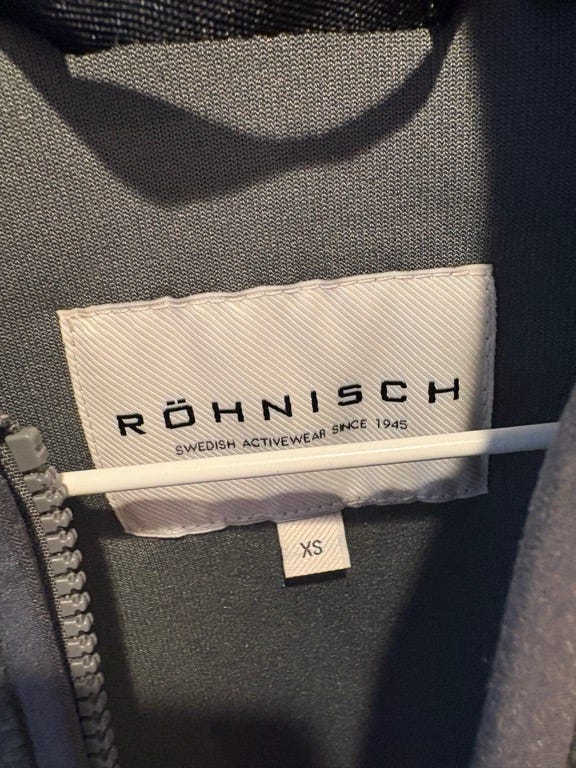 RÖHNISCH
SWEDISH ACTIVEWEAR SINCE 1945
XS